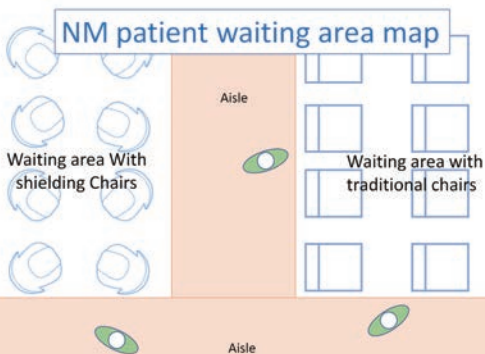 NM patient waiting area map
Aisle
Waiting area With
shielding Chairs
Waiting area with
traditional chairs
Aisle